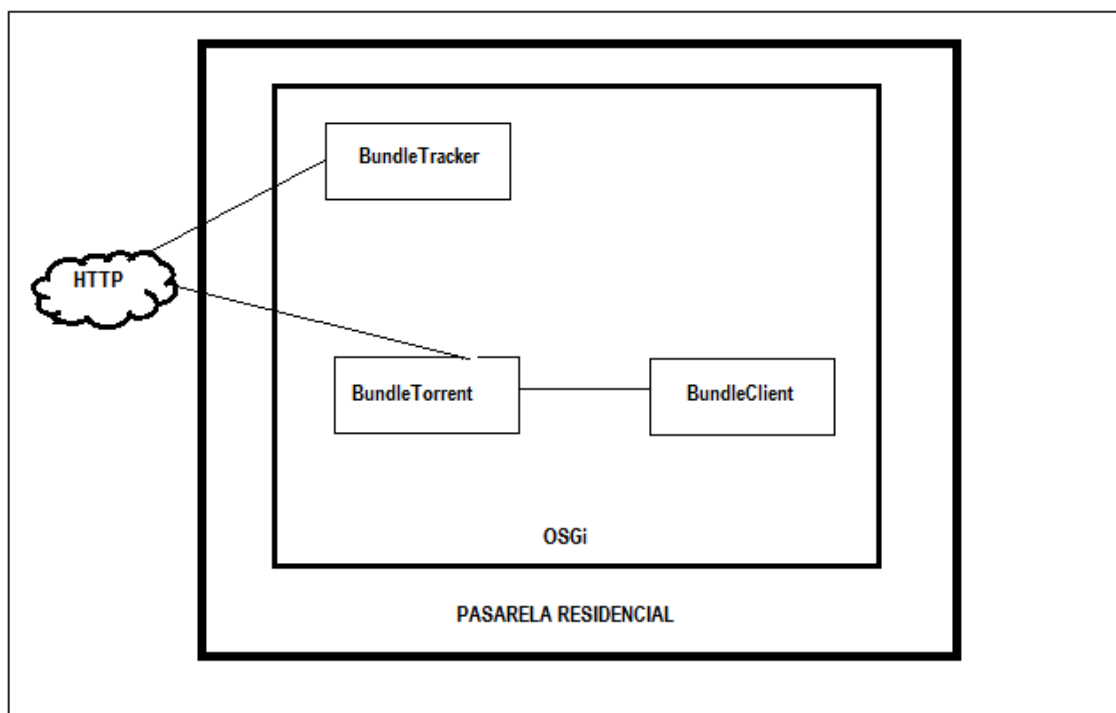 BundleTracker
HTTP
BundleTorrent
BundleClient
OSGi
PASARELA RESIDENCIAL